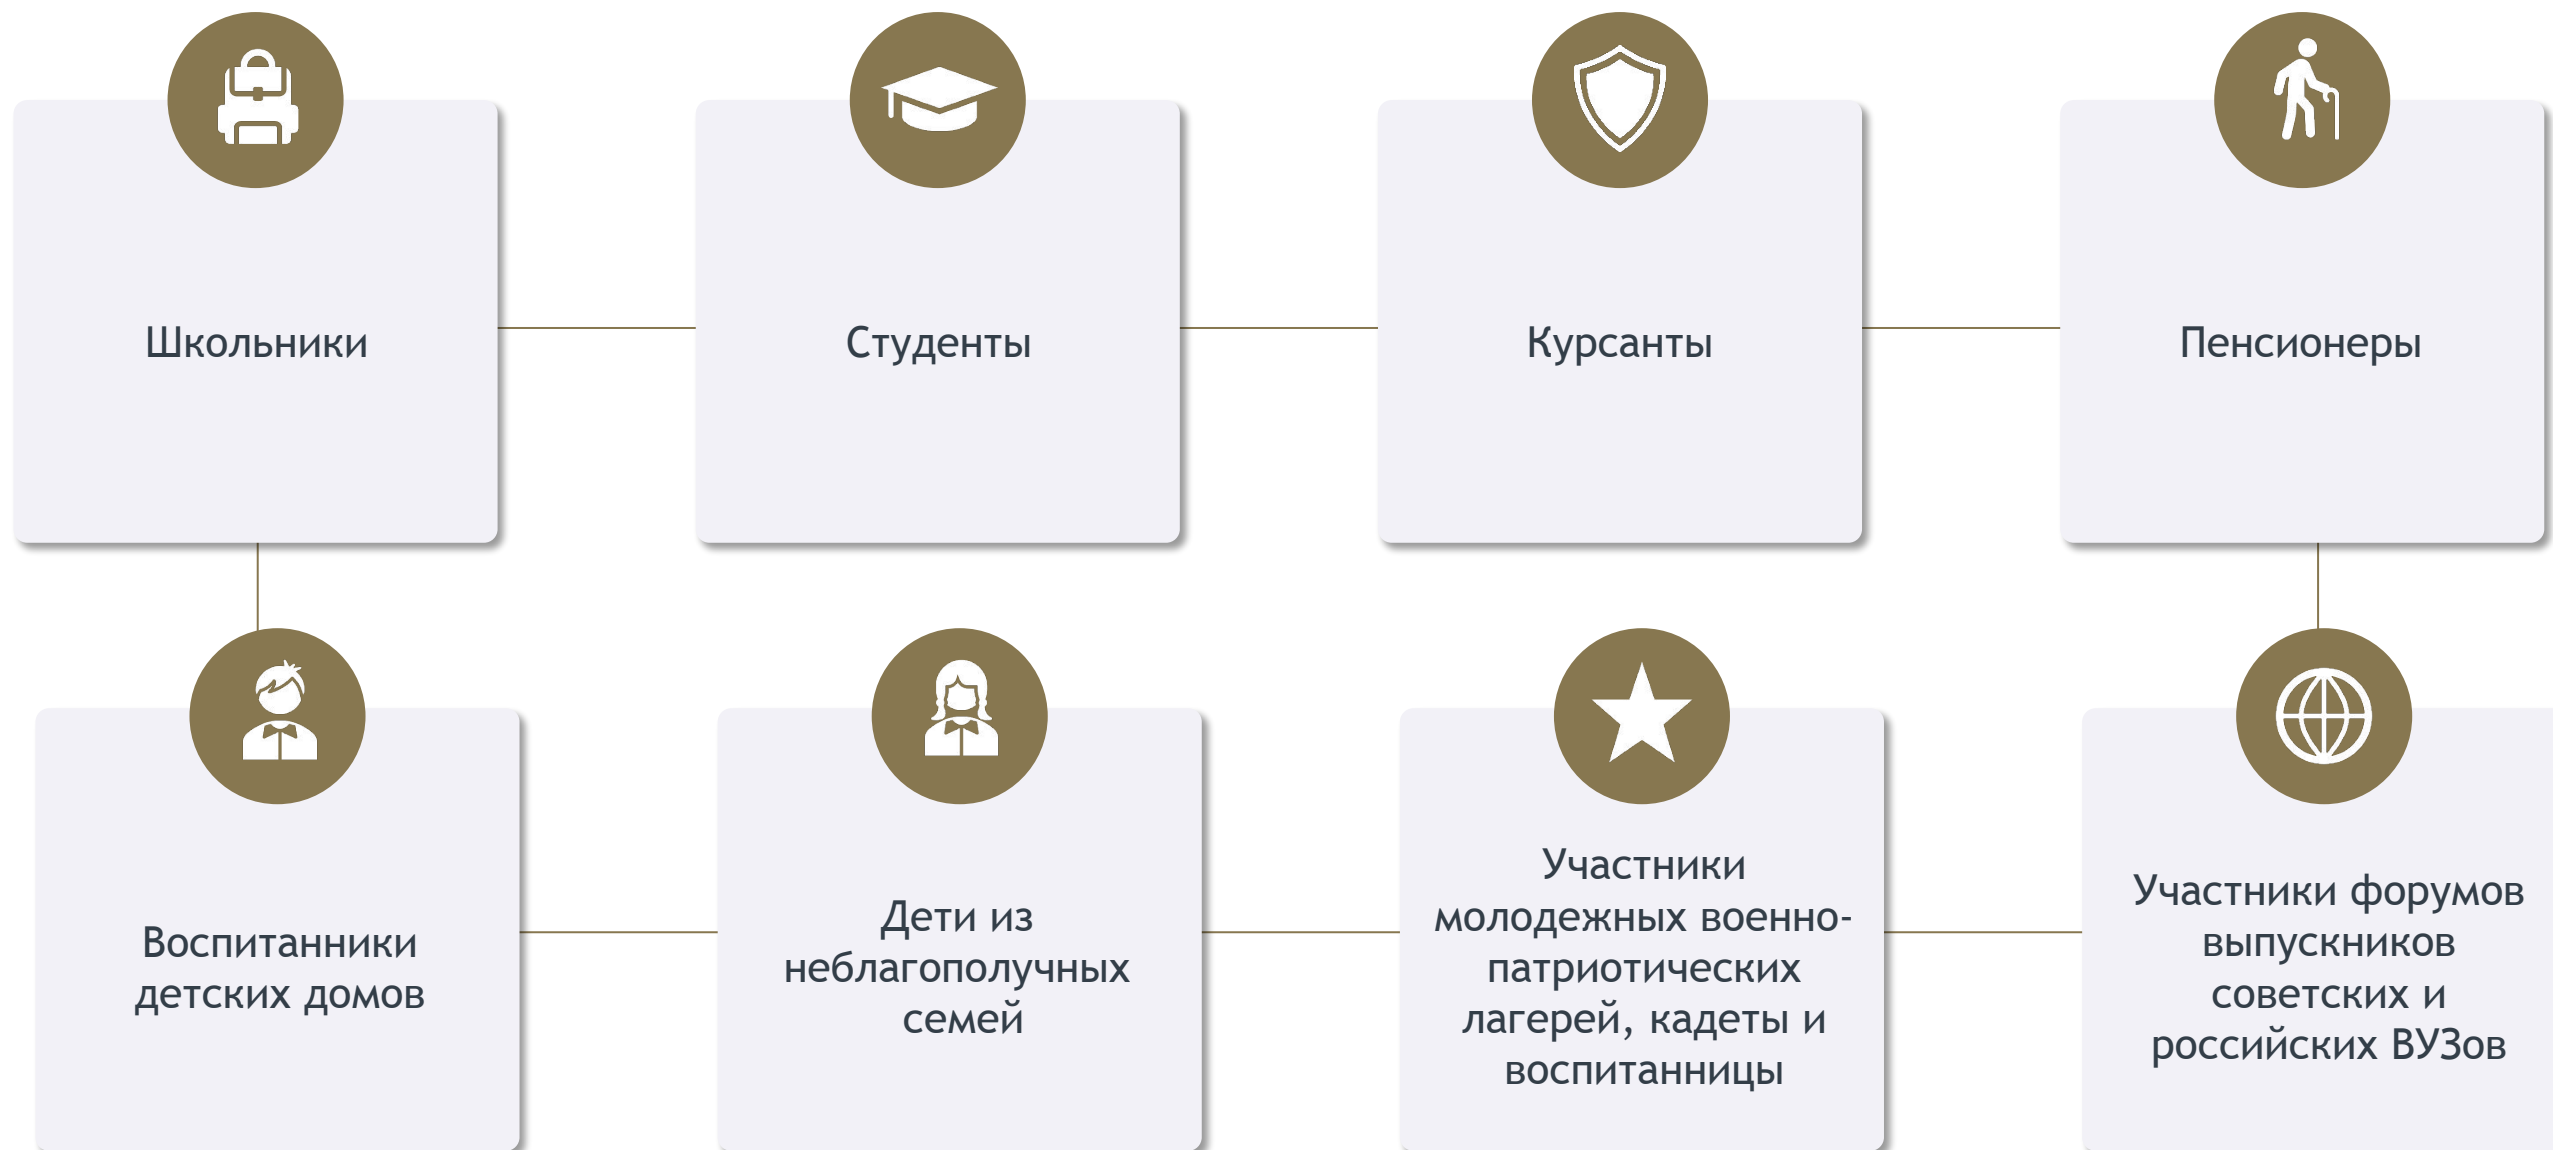 Школьники
Студенты
Курсанты
Пенсионеры
Воспитанники
детских домов
Дети из
неблагополучных
семей
Участники
молодежных военно-
патриотических
лагерей, кадеты и
воспитанницы
Участники форумов
выпускников
советских и
российских ВУЗов